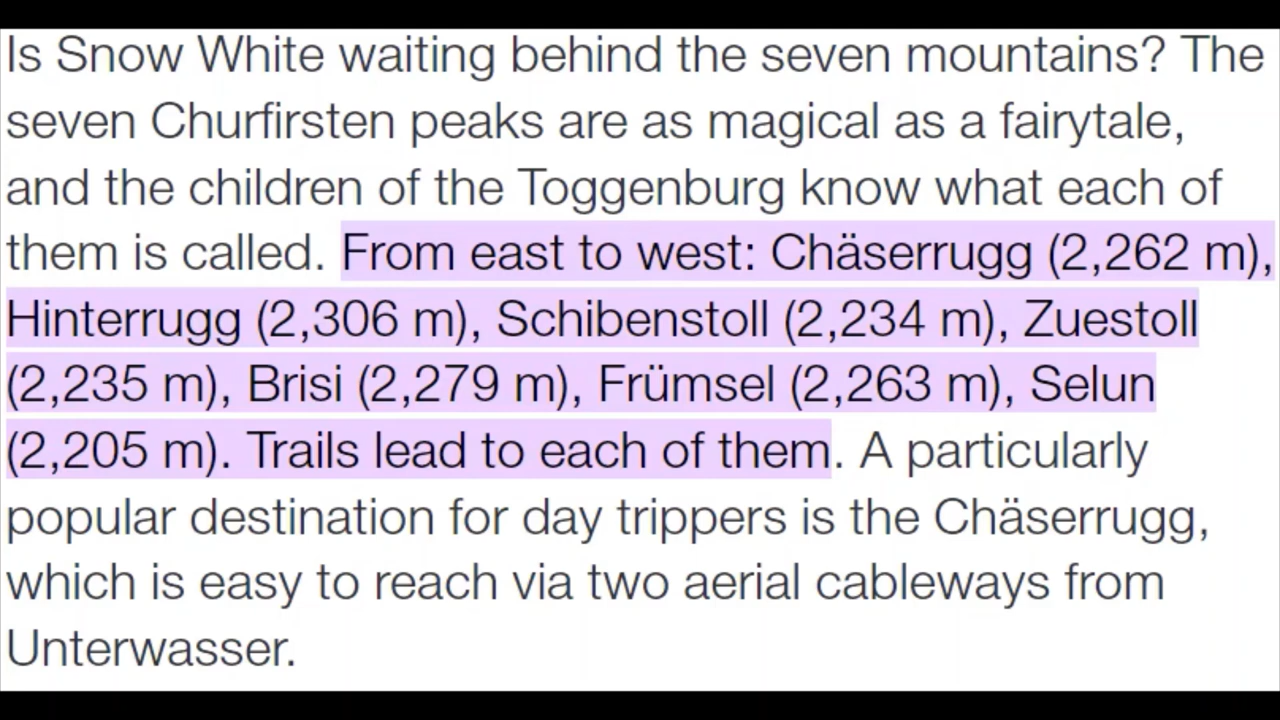 Is Snow White waiting behind the seven mountains? The
seven Churfirsten peaks are as magical as a fairytale,
and the children of the Toggenburg know what each of
them is called. From east to west: Chäserrugg (2,262 m),
Hinterrugg (2,306 m), Schibenstoll (2,234 m), Zuestoll
(2,235 m), Brisi (2,279 m), Frümsel (2,263 m), Selun
(2,205 m). Trails lead to each of them. A particularly
popular destination for day trippers is the Chäserrugg,
which is easy to reach via two aerial cableways from
Unterwasser.